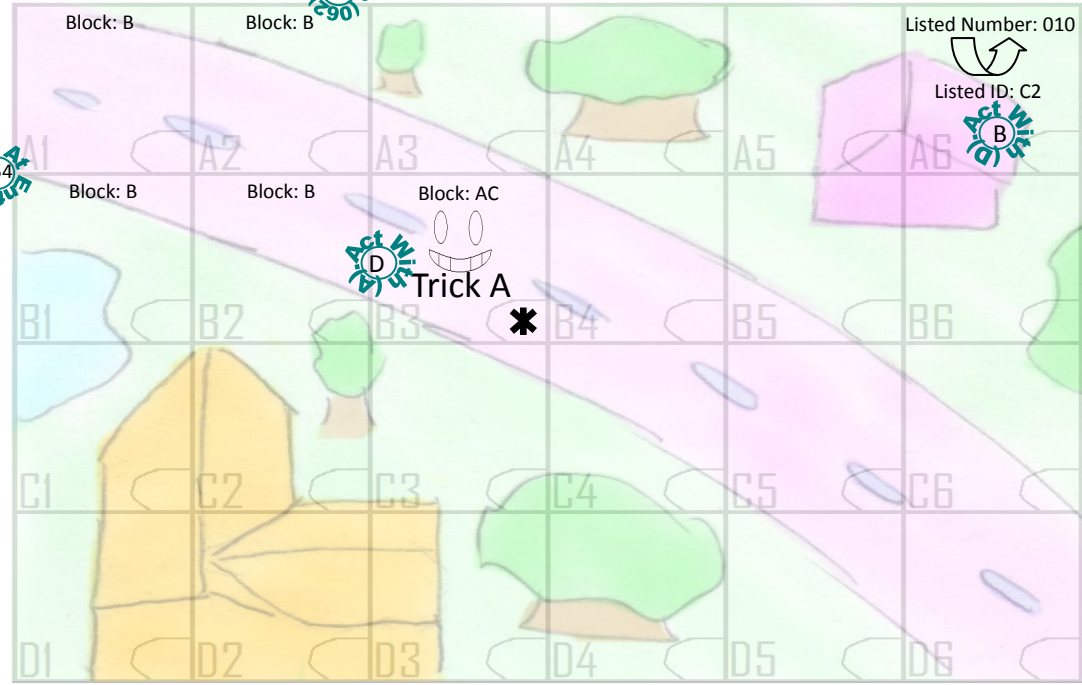 Block: B
Block: B
Listed Number: 010
Listed ID: C2
Act With (D)
B
A1
A2
A3
A4
A5
A6
Block: B
Block: B
Block: AC
Act With (A)
D
Trick A
B1
B2
B3
B4
B5
B6
C1
C2
C3
C4
C5
C6
D1
D2
D3
D4
D5
D6